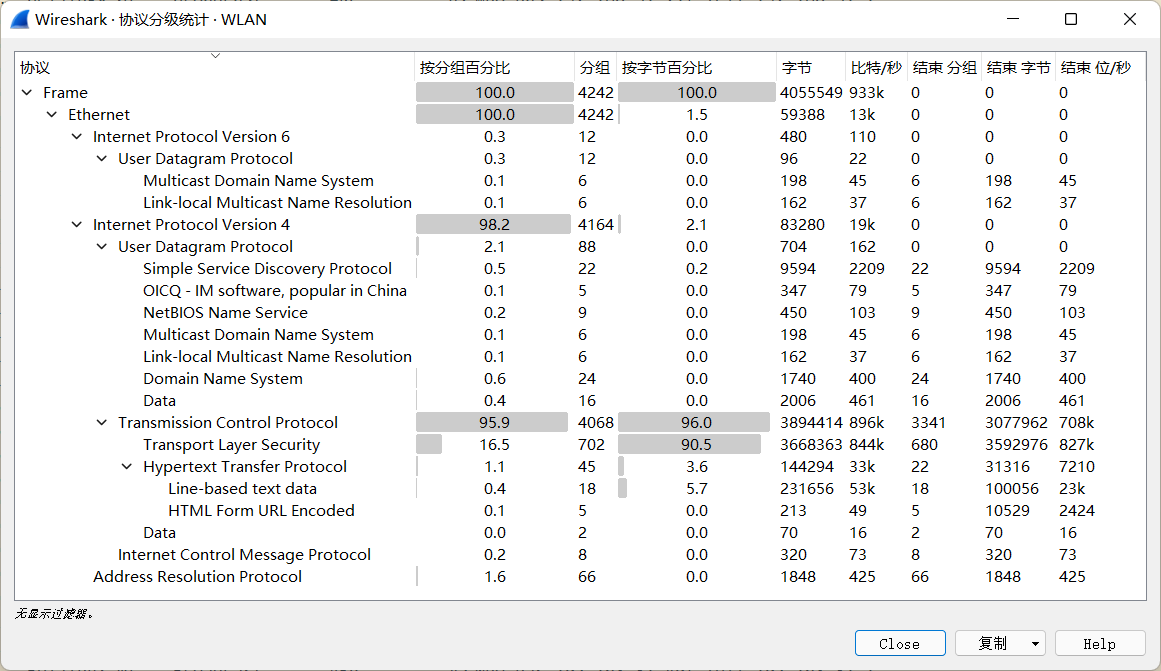 Wireshark · 协议分级统计 · WLAN
协议 按分组百分比 分组 按字节百分比 字节 比特/秒 结束 分组 结束 字节 结束 位/秒
Frame 100.0 4242 100.0 4055549 933k 0 0 0
Ethernet 100.0 4242 1.5 59388 13k 0 0 0
Internet Protocol Version 6 0.3 12 0.0 480 110 0 0 0
User Datagram Protocol 0.3 12 0.0 96 22 0 0 0
Multicast Domain Name System 0.1 6 0.0 198 45 6 198 45
Link-local Multicast Name Resolution 0.1 6 0.0 162 37 6 162 37
Internet Protocol Version 4 98.2 4164 2.1 83280 19k 0 0 0
User Datagram Protocol 2.1 88 0.0 704 162 0 0 0
Simple Service Discovery Protocol 0.5 22 0.2 9594 2209 22 9594 2209
OICQ - IM software, popular in China 0.1 5 0.0 347 79 5 347 79
NetBIOS Name Service 0.2 9 0.0 450 103 9 450 103
Multicast Domain Name System 0.1 6 0.0 198 45 6 198 45
Link-local Multicast Name Resolution 0.1 6 0.0 162 37 6 162 37
Domain Name System 0.6 24 0.0 1740 400 24 1740 400
Data 0.4 16 0.0 2006 461 16 2006 461
Transmission Control Protocol 95.9 4068 96.0 3894414 896k 3341 3077962 708k
Transport Layer Security 16.5 702 90.5 3668363 844k 680 3592976 827k
Hypertext Transfer Protocol 1.1 45 3.6 144294 33k 22 31316 7210
Line-based text data 0.4 18 5.7 231656 53k 18 100056 23k
HTML Form URL Encoded 0.1 5 0.0 213 49 5 10529 2424
Data 0.0 2 0.0 70 16 2 70 16
Internet Control Message Protocol 0.2 8 0.0 320 73 8 320 73
Address Resolution Protocol 1.6 66 0.0 1848 425 66 1848 425
无显示过滤器。
Close 复制 Help